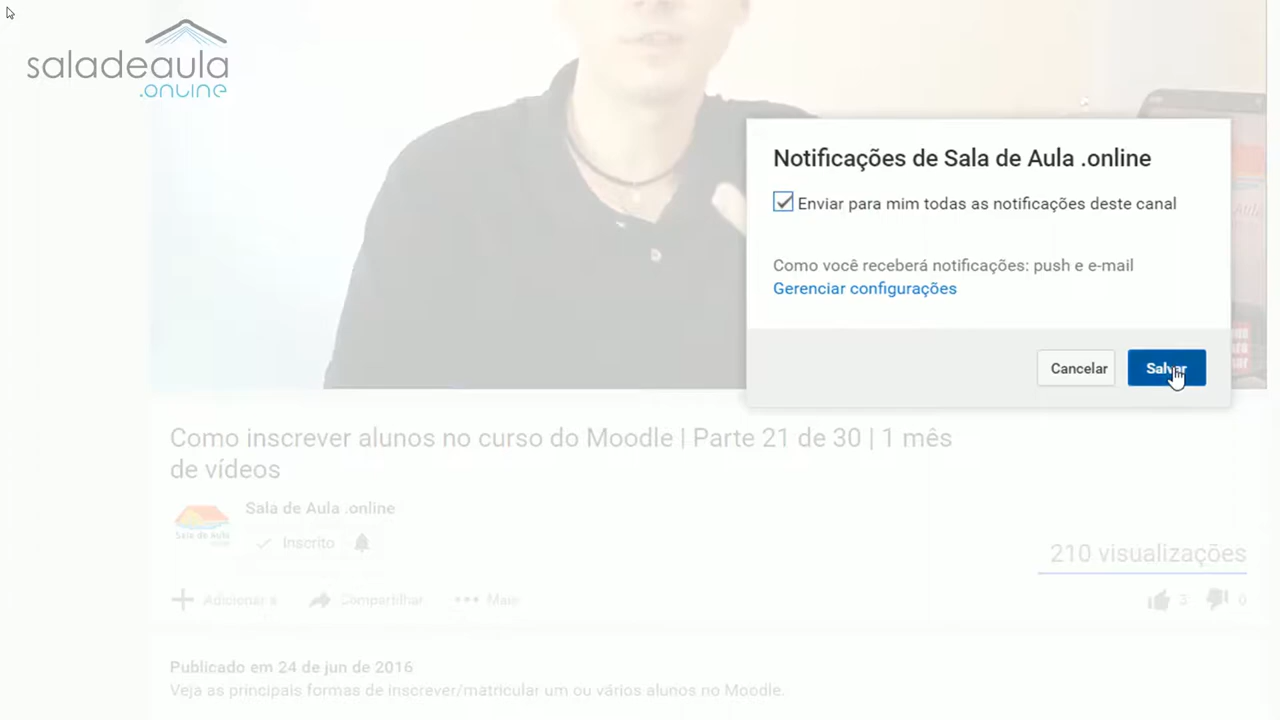 saladeaula
.online
Notificações de Sala de Aula .online
Enviar para mim todas as notificações deste canal
Como você receberá notificações: push e e-mail
Gerenciar configurações
Cancelar
Salvar
Como inscrever alunos no curso do Moodle | Parte 21 de 30 | 1 mês
de vídeos
Sala de Aula .online
Sala de Aula
Inscrito
210 visualizações
Adicionar a
Compartilhar
Mais
3
0
Publicado em 24 de jun de 2016
Veja as principais formas de inscrever/matricular um ou vários alunos no Moodle.